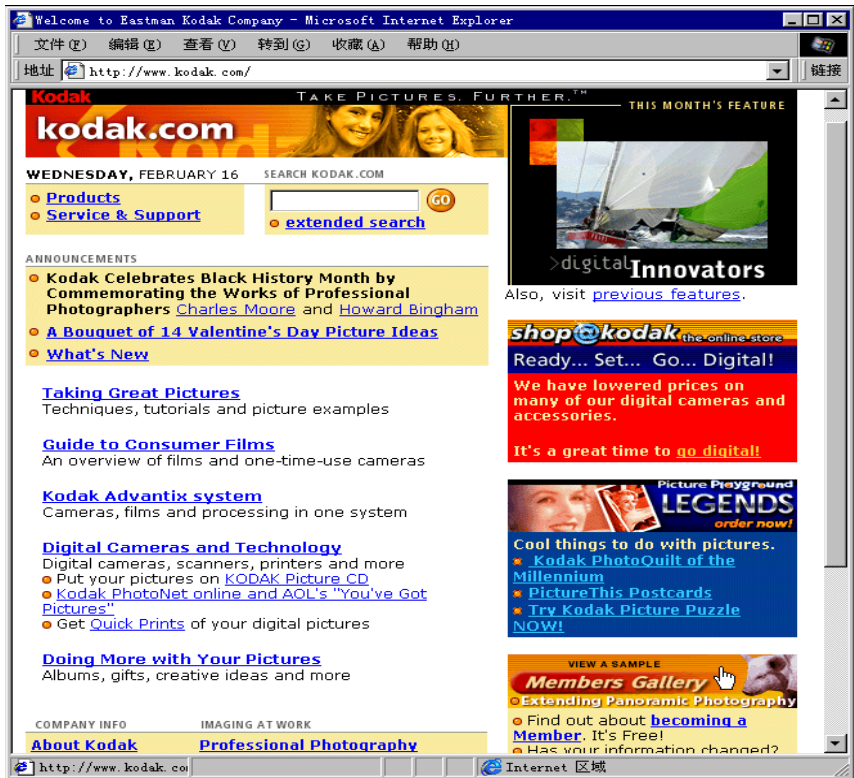 Welcome to Eastman Kodak Company - Microsoft Internet Explorer
文件(F) 编辑(E) 查看(V) 转到(G) 收藏(A) 帮助(H)
地址 http://www.kodak.com/ 链接
Kodak TAKE PICTURES. FURTHER.™
kodak.com
WEDNESDAY, FEBRUARY 16
Products
Service & Support
SEARCH KODAK.COM
GO
extended search
ANNOUNCEMENTS
Kodak Celebrates Black History Month by
Commemorating the Works of Professional
Photographers Charles Moore and Howard Bingham
A Bouquet of 14 Valentine's Day Picture Ideas
What's New
Taking Great Pictures
Techniques, tutorials and picture examples
Guide to Consumer Films
An overview of films and one-time-use cameras
Kodak Advantix system
Cameras, films and processing in one system
Digital Cameras and Technology
Digital cameras, scanners, printers and more
Put your pictures on KODAK Picture CD
Kodak PhotoNet online and AOL's "You've Got
Pictures"
Get Quick Prints of your digital pictures
Doing More with Your Pictures
Albums, gifts, creative ideas and more
COMPANY INFO
About Kodak
IMAGING AT WORK
Professional Photography
THIS MONTH'S FEATURE
>digital Innovators
Also, visit previous features.
shop@kodak the online store
Ready... Set... Go... Digital!
We have lowered prices on
many of our digital cameras and
accessories.
It's a great time to go digital!
Picture Playground
LEGENDS
order now!
Cool things to do with pictures.
Kodak PhotoQuilt of the
Millennium
PictureThis Postcards
Try Kodak Picture Puzzle
NOW!
VIEW A SAMPLE
Members Gallery
Extending Panoramic Photography
Find out about becoming a
Member. It's Free!
Has your information changed?
http://www.kodak.co
Internet 区域